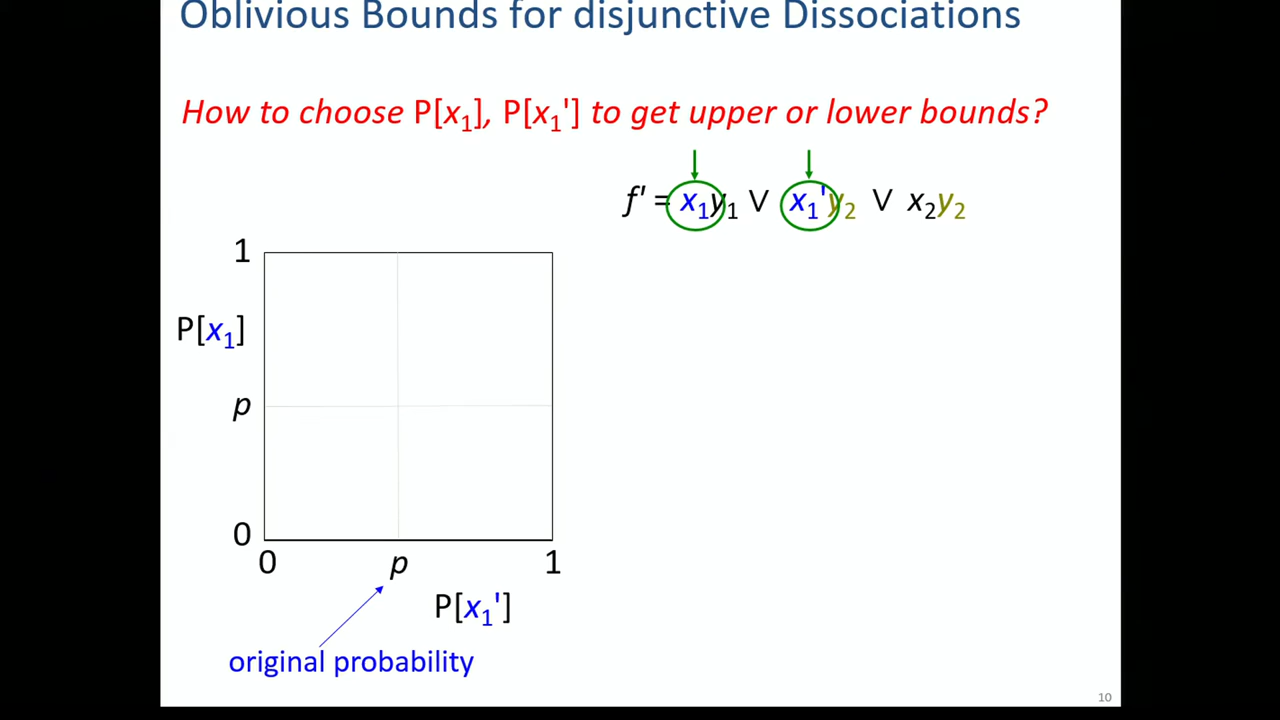 Oblivious Bounds for disjunctive Dissociations
How to choose P[x₁], P[x₁'] to get upper or lower bounds?
f' = x₁y₁ ∨ x₁'y₂ ∨ x₂y₂
1
P[x₁]
p
0
0 p 1
P[x₁']
original probability
10